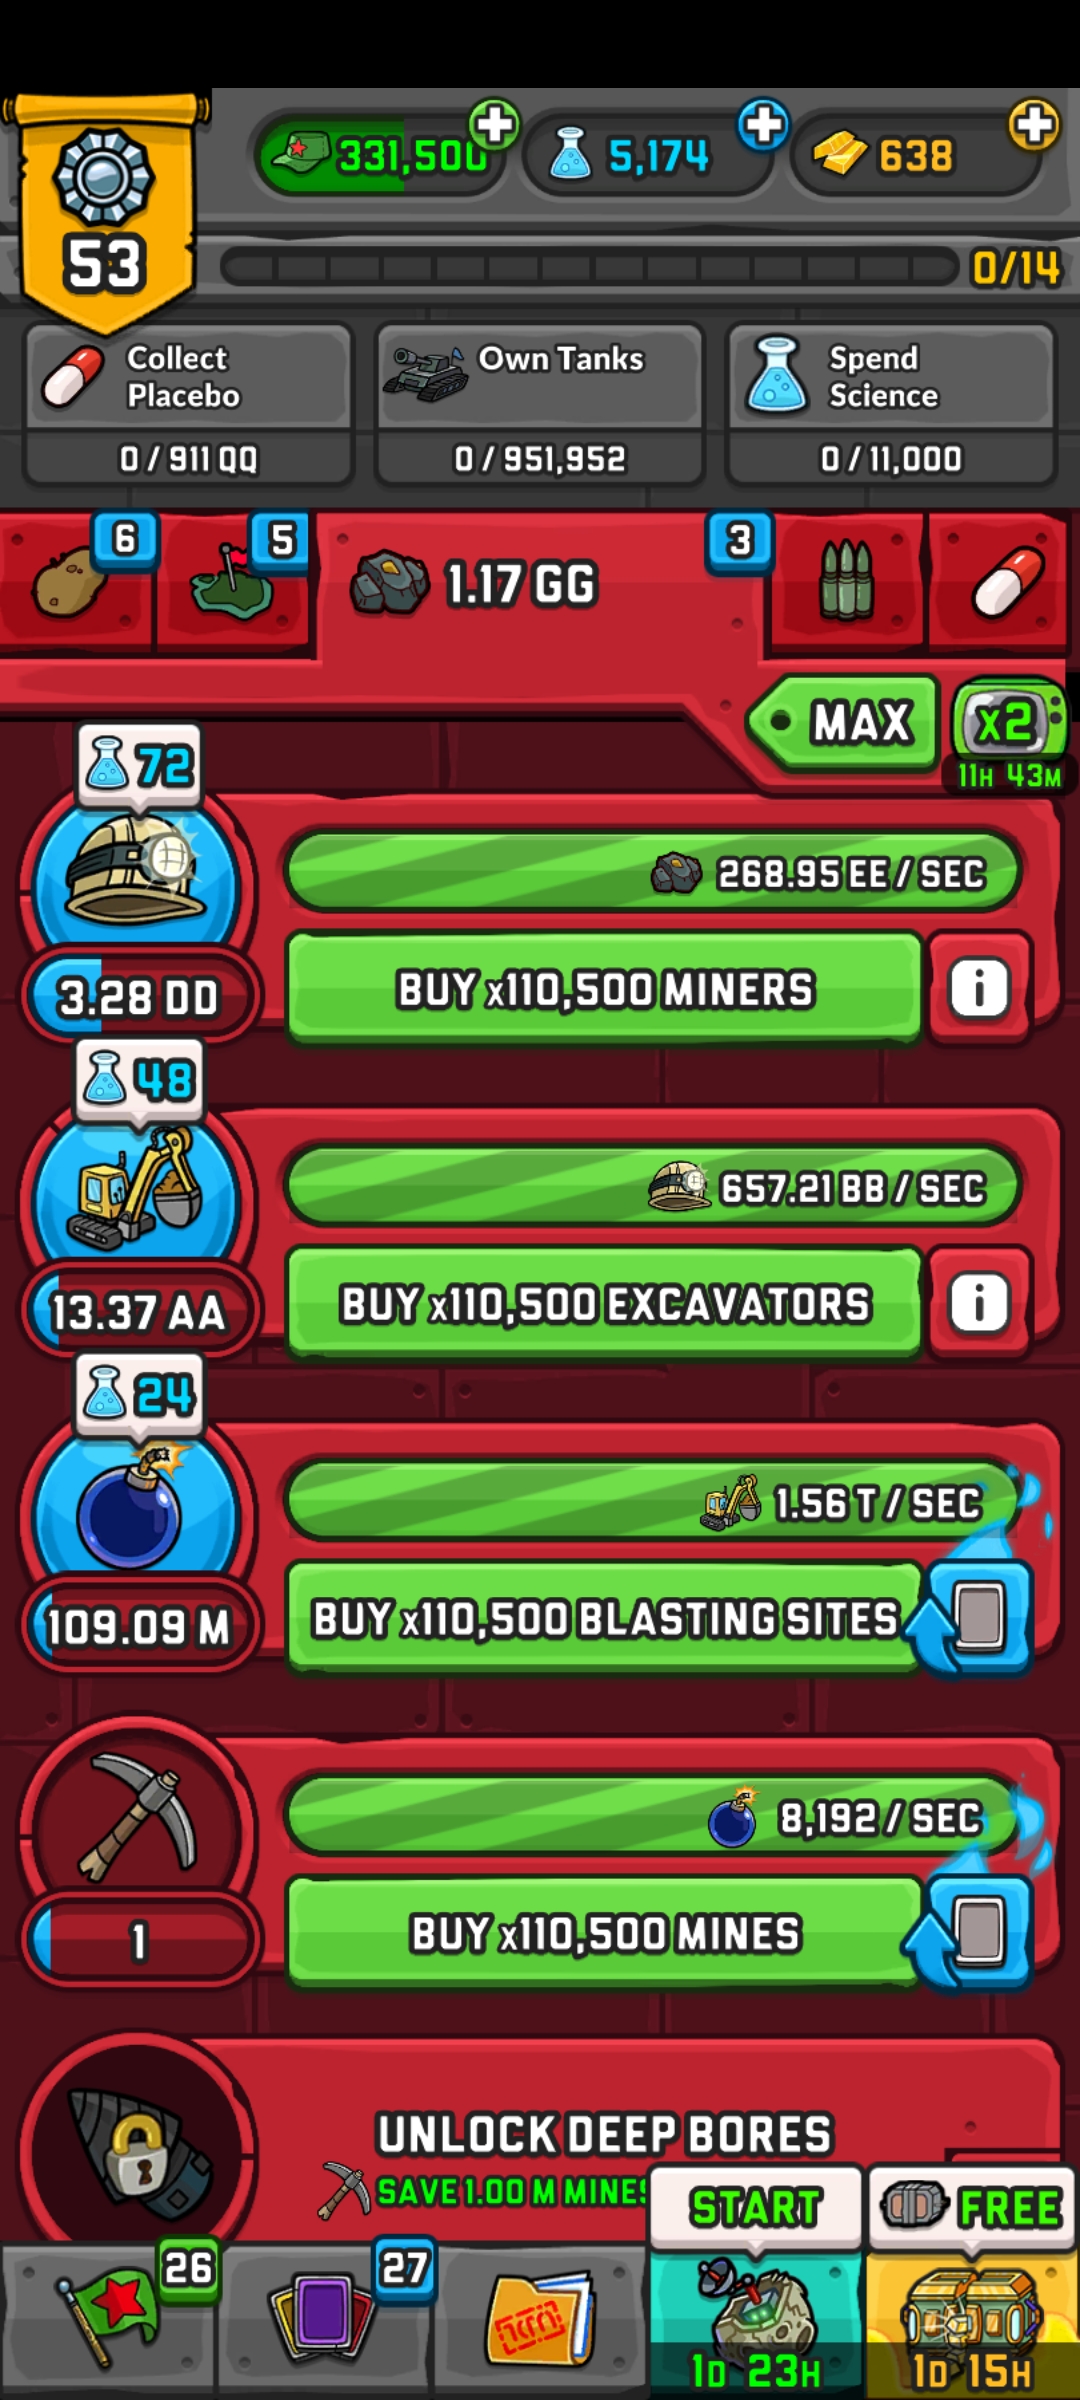 331,500
5,174
638
53
0/14
Collect
Placebo
0 / 911 QQ
Own Tanks
0 / 951,952
Spend
Science
0 / 11,000
6
5
1.17 GG
3
MAX
x2
11H 43M
72
268.95 EE / SEC
3.28 DD
BUY x110,500 MINERS
i
48
657.21 BB / SEC
13.37 AA
BUY x110,500 EXCAVATORS
i
24
1.56 T / SEC
109.09 M
BUY x110,500 BLASTING SITES
8,192 / SEC
1
BUY x110,500 MINES
UNLOCK DEEP BORES
SAVE 1.00 M MINES
START
FREE
26
27
1D 23H
1D 15H